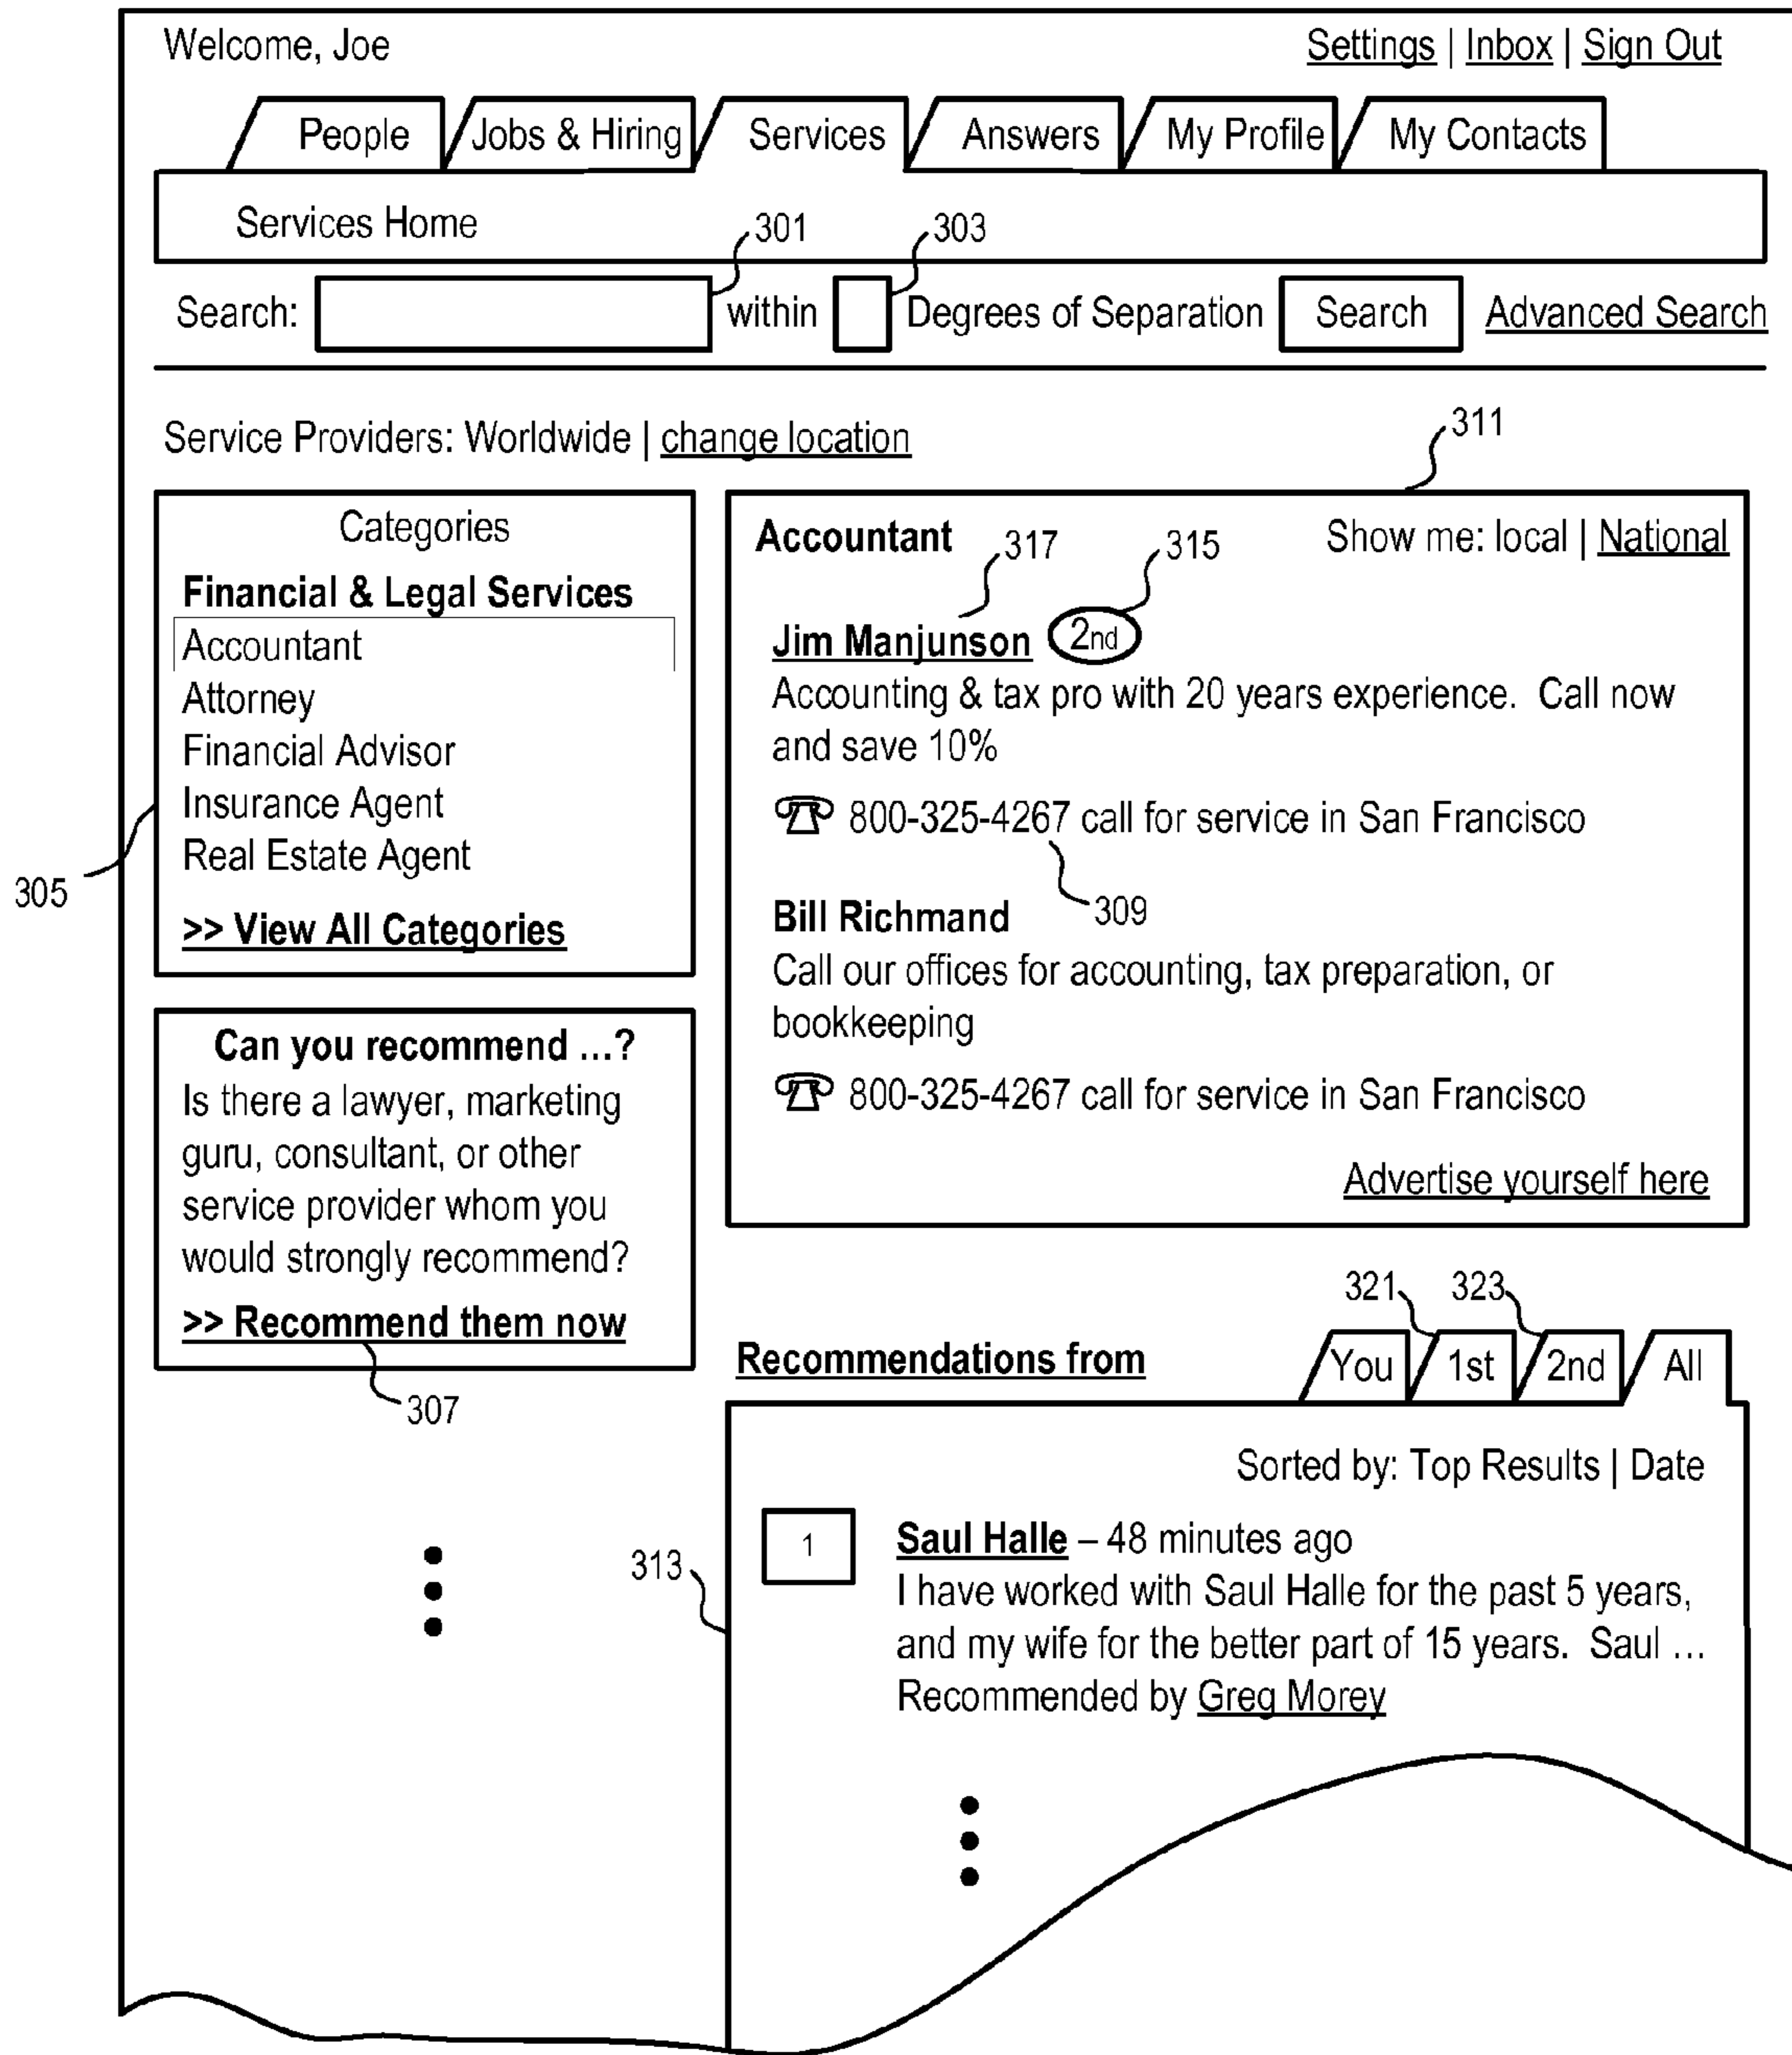 Welcome, Joe
Settings | Inbox | Sign Out
People
Jobs & Hiring
Services
Answers
My Profile
My Contacts
Services Home
301
303
Search:
within
Degrees of Separation
Search
Advanced Search
Service Providers: Worldwide | change location
311
Categories
Financial & Legal Services
Accountant
Attorney
Financial Advisor
Insurance Agent
Real Estate Agent
>> View All Categories
305
Accountant
317
315
Show me: local | National
Jim Manjunson
2nd
Accounting & tax pro with 20 years experience. Call now
and save 10%
800-325-4267 call for service in San Francisco
309
Bill Richmand
Call our offices for accounting, tax preparation, or
bookkeeping
800-325-4267 call for service in San Francisco
Advertise yourself here
Can you recommend ...?
Is there a lawyer, marketing
guru, consultant, or other
service provider whom you
would strongly recommend?
>> Recommend them now
307
321
323
Recommendations from
You
1st
2nd
All
Sorted by: Top Results | Date
313
1
Saul Halle – 48 minutes ago
I have worked with Saul Halle for the past 5 years,
and my wife for the better part of 15 years. Saul ...
Recommended by Greg Morey